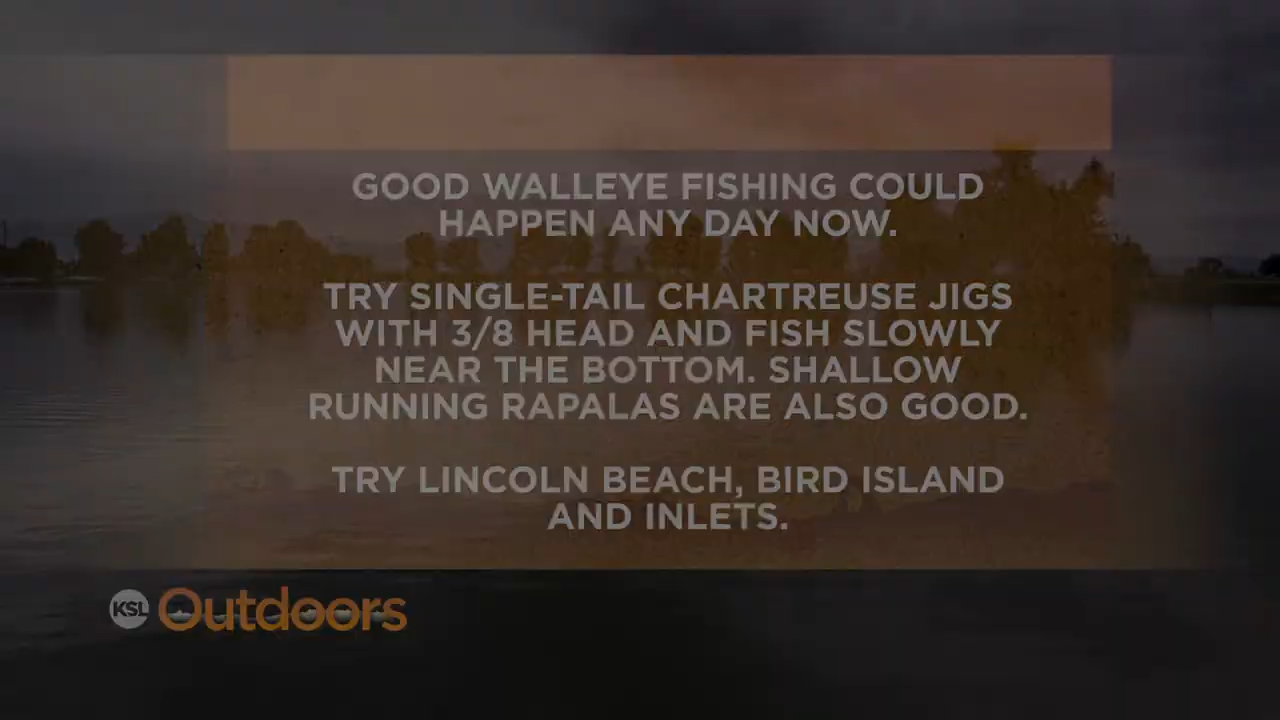 GOOD WALLEYE FISHING COULD
HAPPEN ANY DAY NOW.
TRY SINGLE-TAIL CHARTREUSE JIGS
WITH 3/8 HEAD AND FISH SLOWLY
NEAR THE BOTTOM. SHALLOW
RUNNING RAPALAS ARE ALSO GOOD.
TRY LINCOLN BEACH, BIRD ISLAND
AND INLETS.
KSL Outdoors